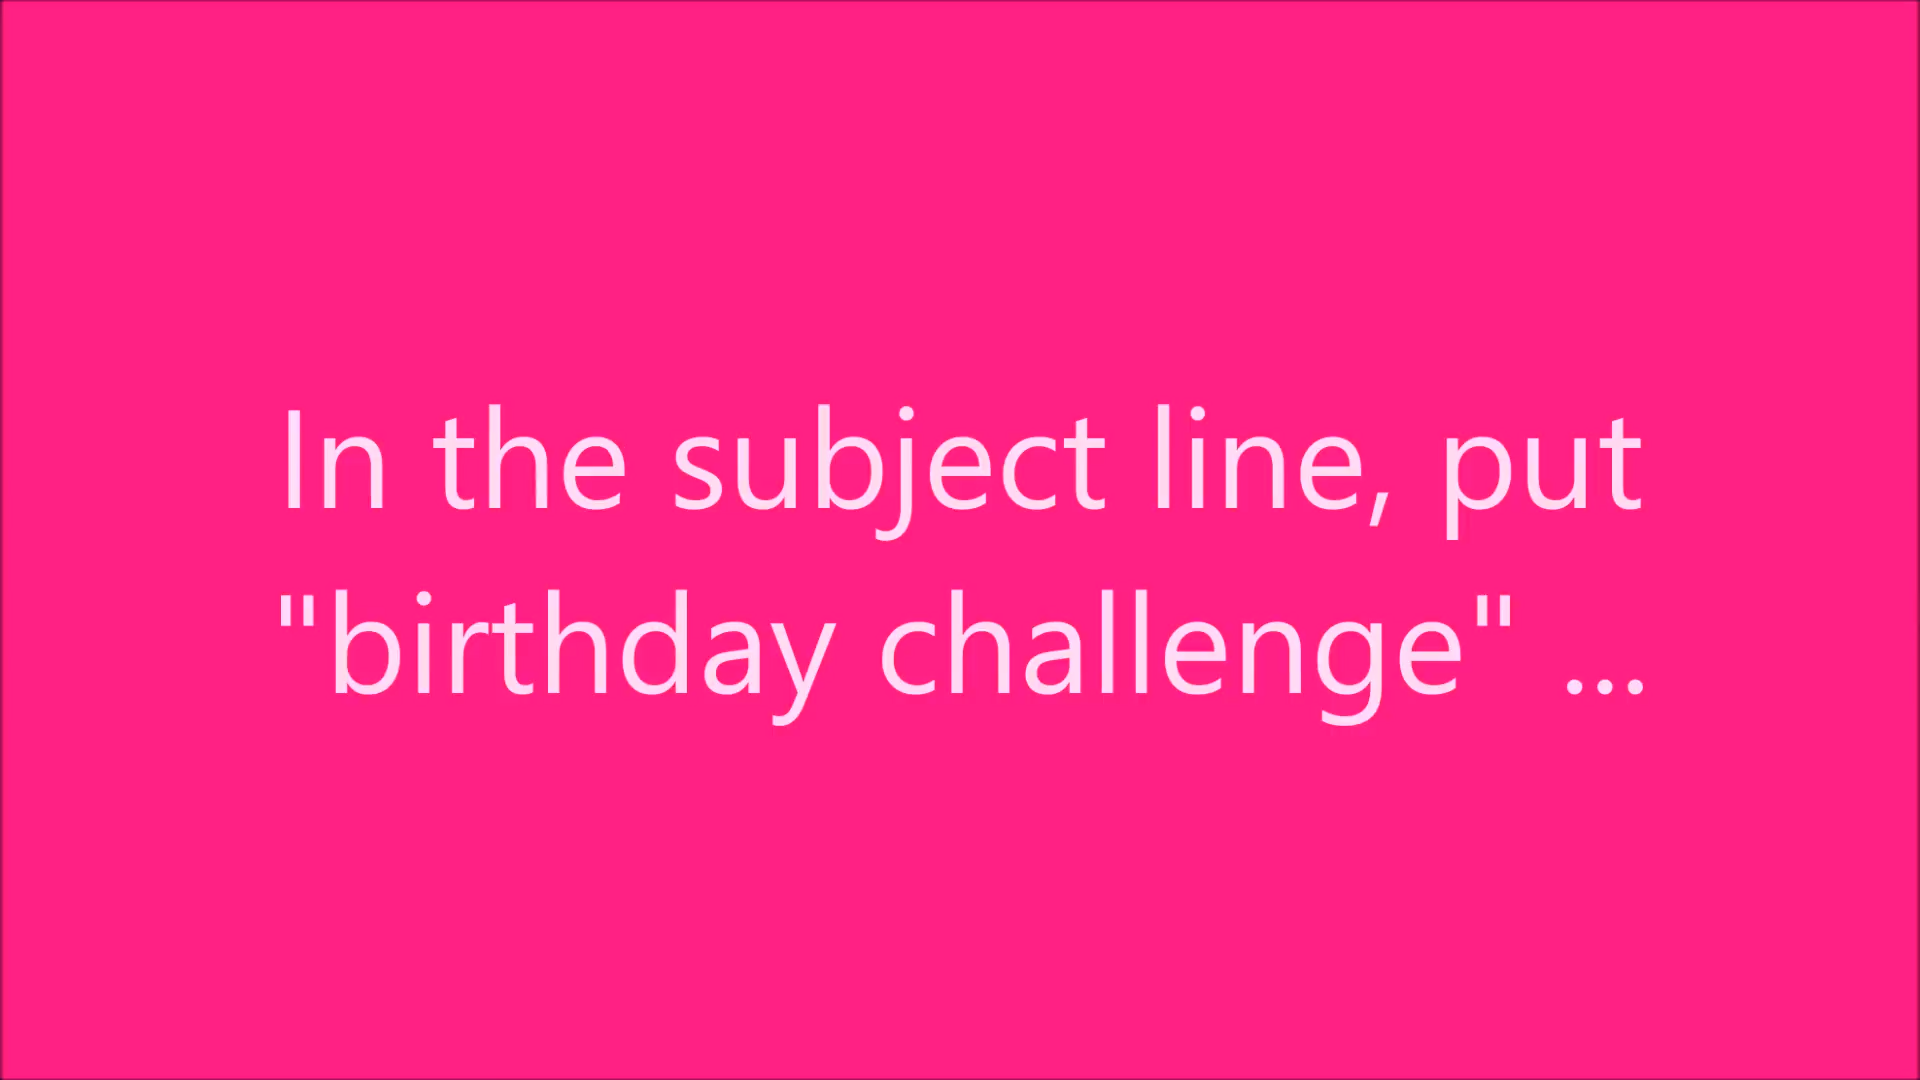 In the subject line, put
"birthday challenge" ...